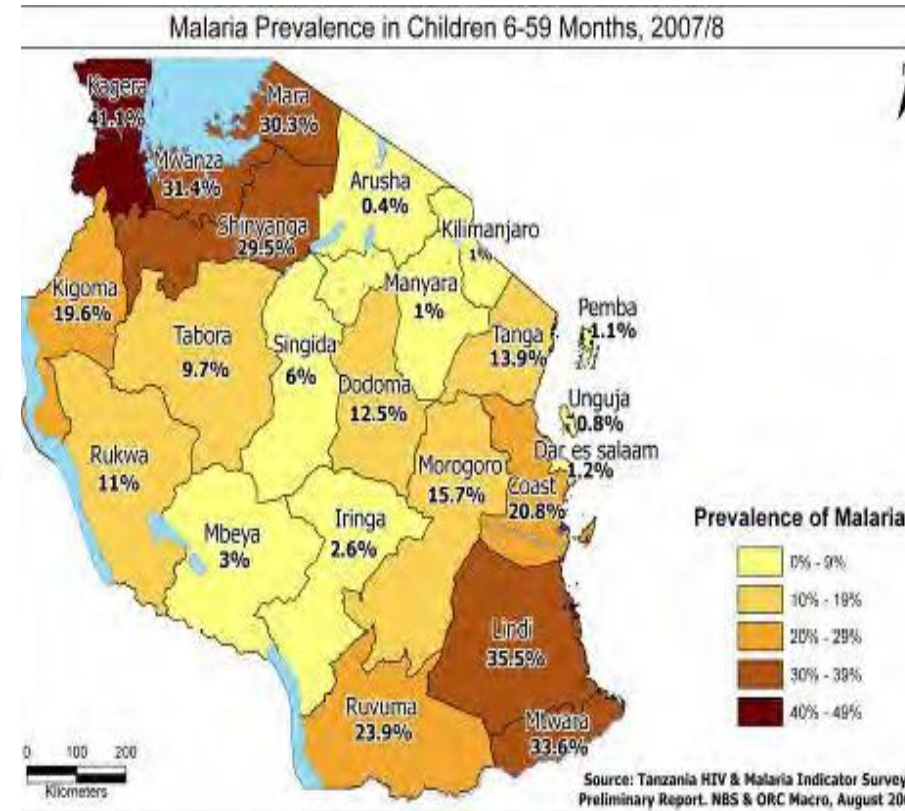 Malaria Prevalence in Children 6-59 Months, 2007/8
Kagera
41.1%
Mara
30.3%
Mwanza
31.4%
Arusha
0.4%
Shinyanga
29.5%
Kilimanjaro
1%
Kigoma
19.6%
Manyara
1%
Pemba
1.1%
Tabora
9.7%
Singida
6%
Tanga
13.9%
Dodoma
12.5%
Unguja
0.8%
Dar es salaam
1.2%
Rukwa
11%
Morogoro
15.7%
Coast
20.8%
Mbeya
3%
Iringa
2.6%
Lindi
35.5%
Ruvuma
23.9%
Mtwara
33.6%
Prevalence of Malaria
0% - 9%
10% - 19%
20% - 29%
30% - 39%
40% - 49%
0 100 200
Kilometers
Source: Tanzania HIV & Malaria Indicator Survey
Preliminary Report. NBS & ORC Macro, August 20